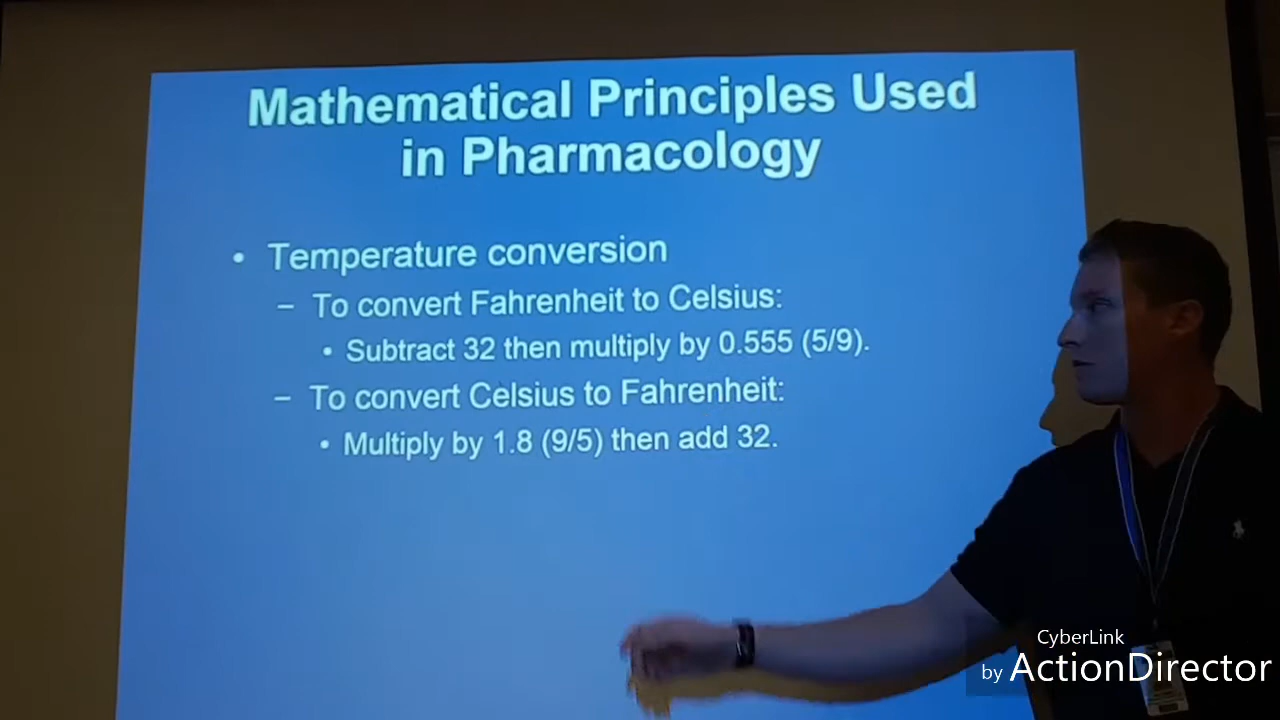 Mathematical Principles Used
in Pharmacology
• Temperature conversion
– To convert Fahrenheit to Celsius:
• Subtract 32 then multiply by 0.555 (5/9).
– To convert Celsius to Fahrenheit:
• Multiply by 1.8 (9/5) then add 32.
CyberLink
by ActionDirector